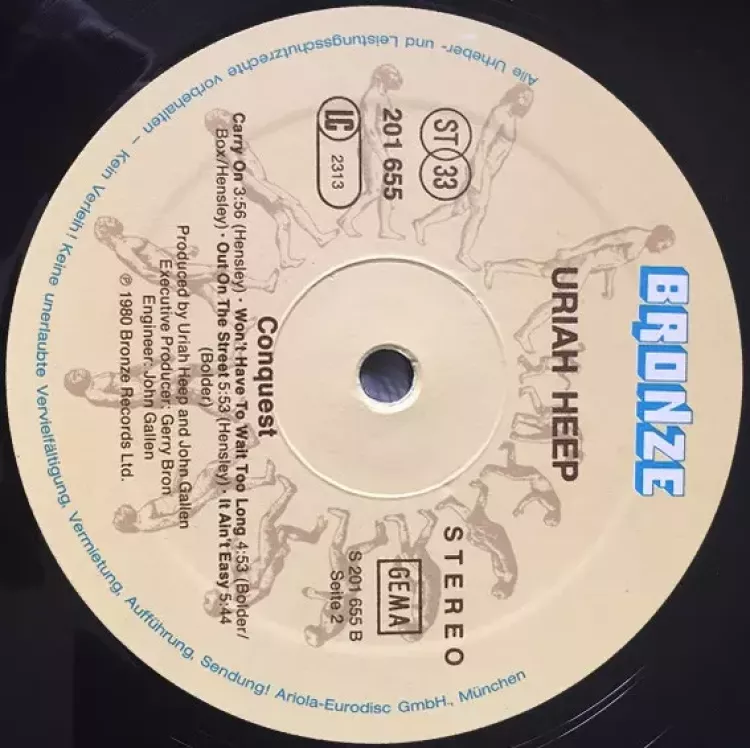 BRONZE
URIAH HEEP
ST 33
201 655
LC 2313
STEREO
GEMA
S 201 655 B
Seite 2
Conquest
Carry On 3:56 (Hensley) · Won't Have To Wait Too Long 4:53 (Bolder/
Box/Hensley) · Out On The Street 5:53 (Hensley) · It Ain't Easy 5:44
(Bolder)
Produced by Uriah Heep and John Gallen
Executive Producer: Gerry Bron
Engineer: John Gallen
℗ 1980 Bronze Records Ltd.
Alle Urheber- und Leistungsschutzrechte vorbehalten – Kein Verleih! Keine unerlaubte Vervielfältigung, Vermietung, Aufführung, Sendung! Ariola-Eurodisc GmbH., München